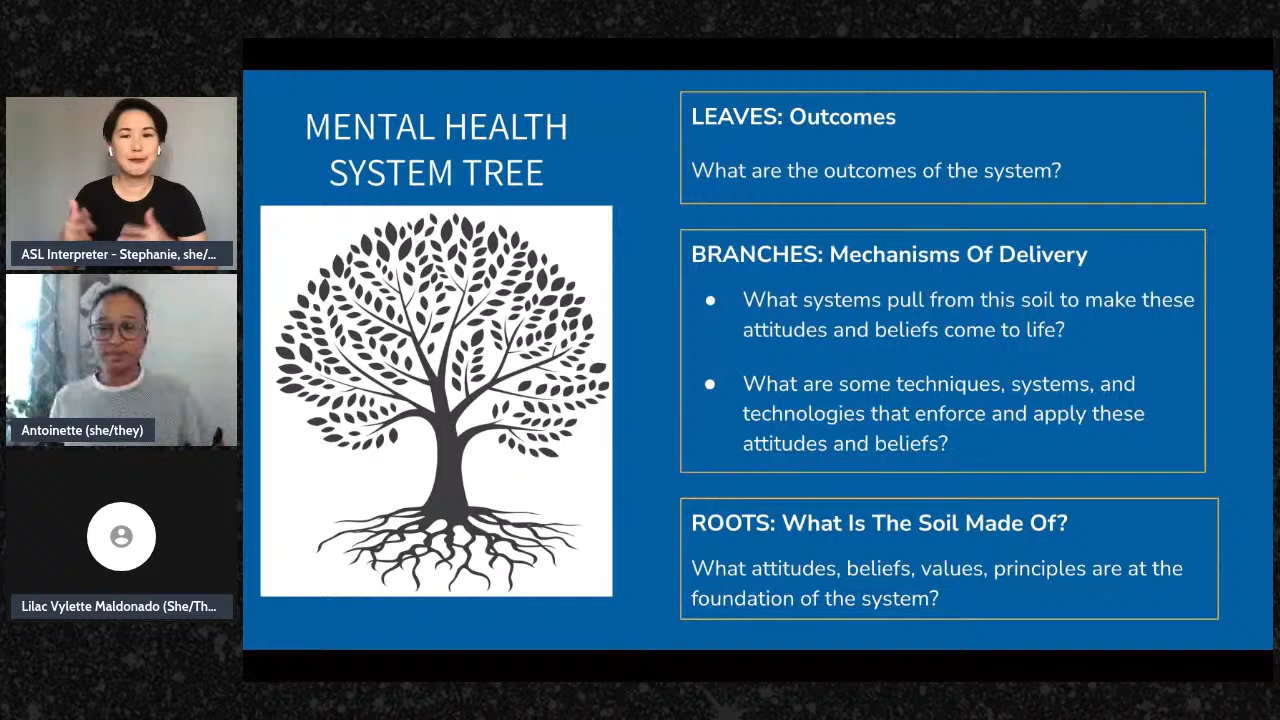 ASL Interpreter - Stephanie, she/...
Antoinette (she/they)
Lilac Vylette Maldonado (She/Th...
MENTAL HEALTH
SYSTEM TREE
LEAVES: Outcomes
What are the outcomes of the system?
BRANCHES: Mechanisms Of Delivery
● What systems pull from this soil to make these
attitudes and beliefs come to life?
● What are some techniques, systems, and
technologies that enforce and apply these
attitudes and beliefs?
ROOTS: What Is The Soil Made Of?
What attitudes, beliefs, values, principles are at the
foundation of the system?